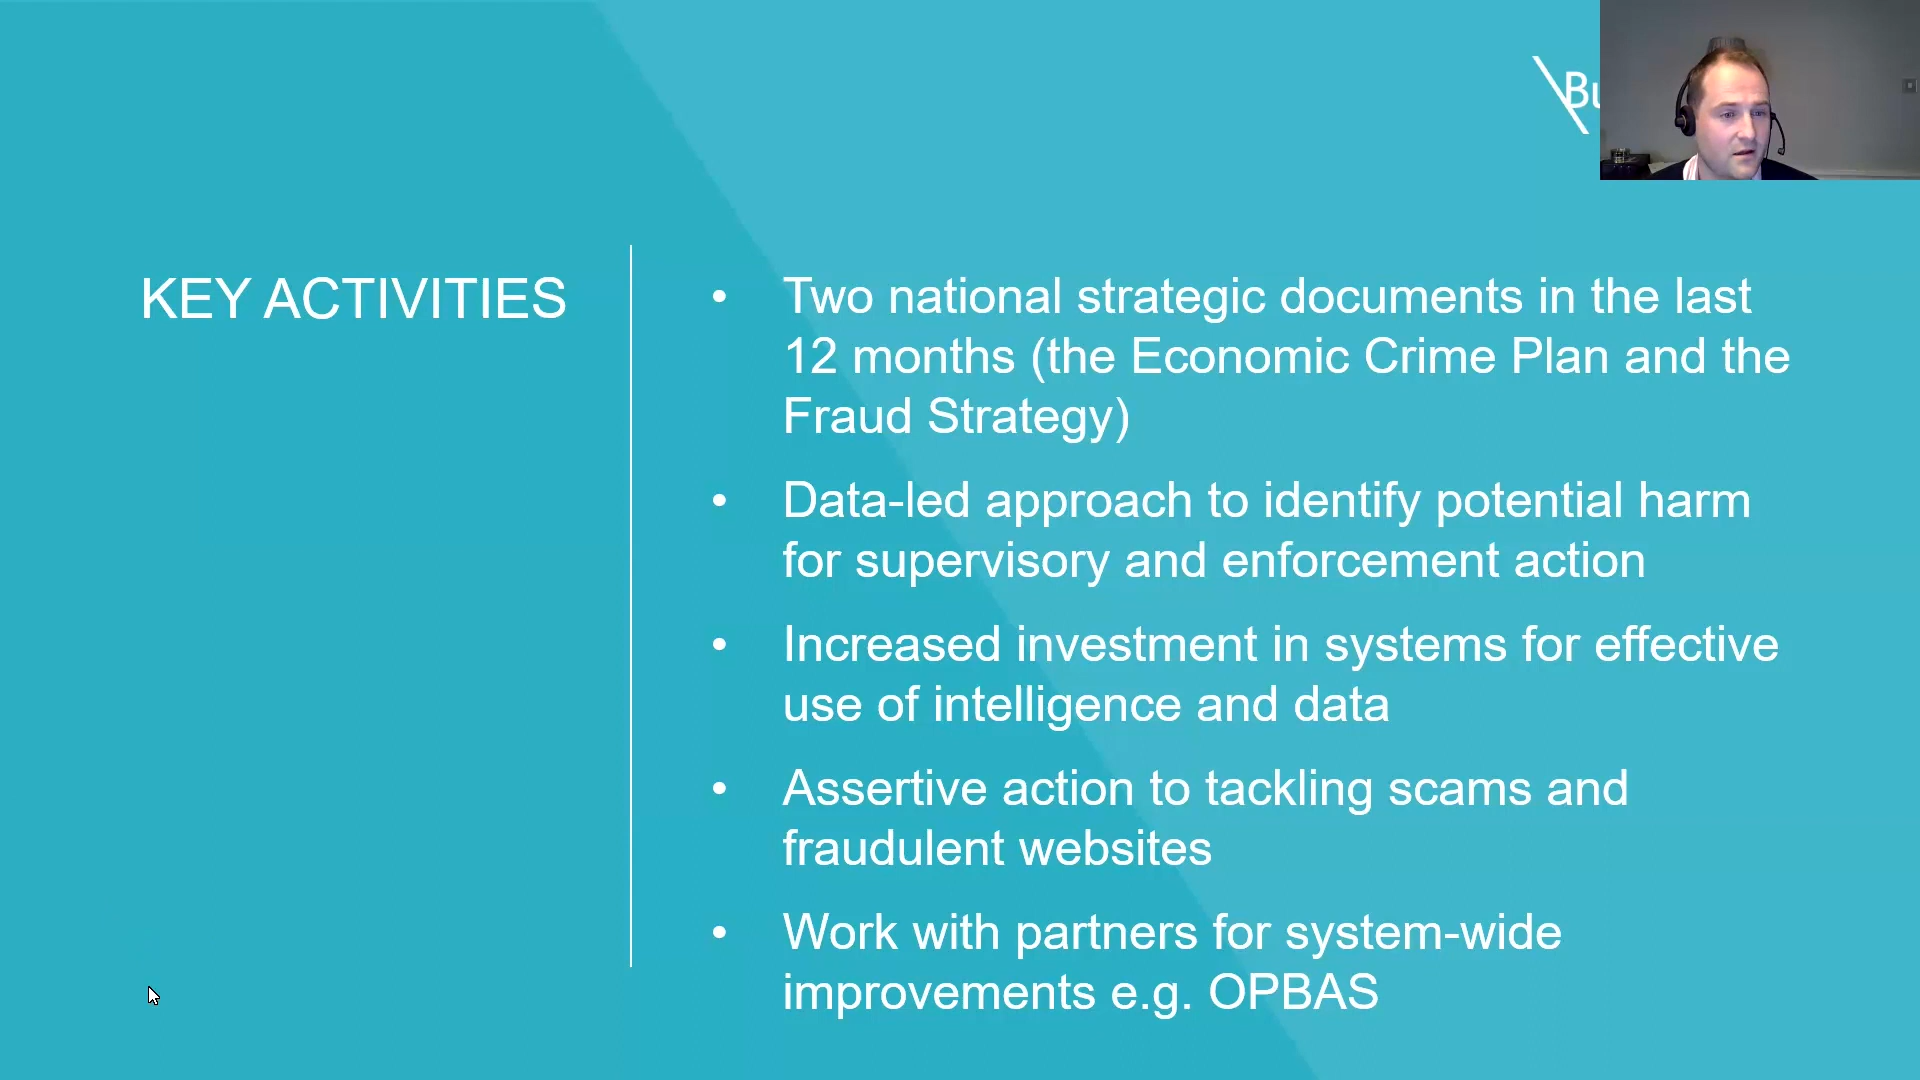 KEY ACTIVITIES
• Two national strategic documents in the last
12 months (the Economic Crime Plan and the
Fraud Strategy)
• Data-led approach to identify potential harm
for supervisory and enforcement action
• Increased investment in systems for effective
use of intelligence and data
• Assertive action to tackling scams and
fraudulent websites
• Work with partners for system-wide
improvements e.g. OPBAS